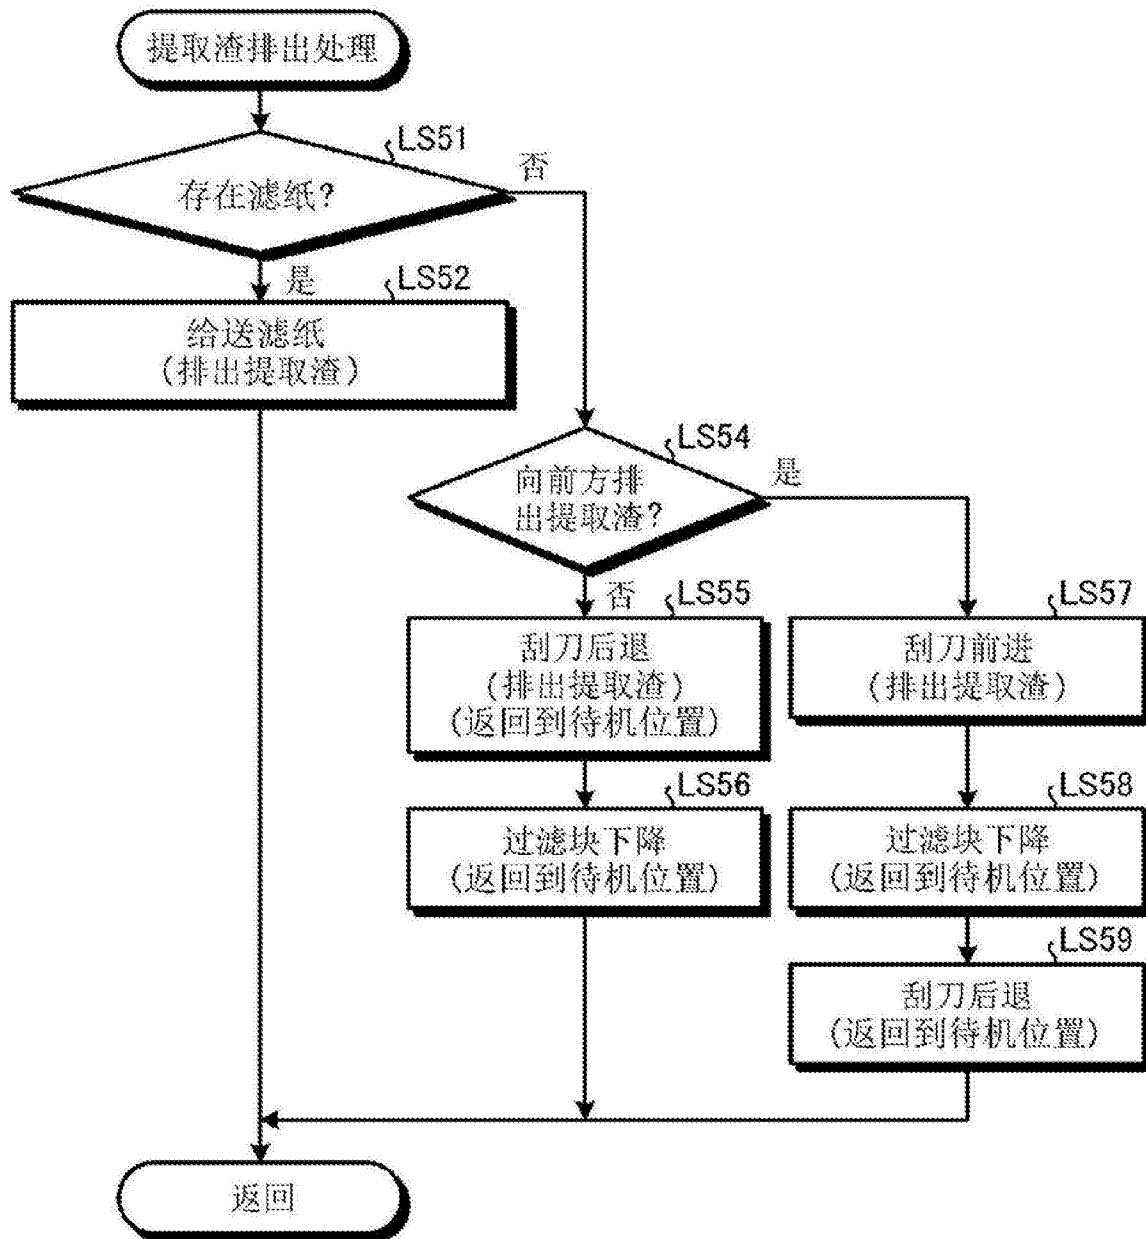 提取渣排出处理
LS51
存在滤纸?
否
是
LS52
给送滤纸
(排出提取渣)
LS54
向前方排
出提取渣?
是
否
LS55
刮刀后退
(排出提取渣)
(返回到待机位置)
LS57
刮刀前进
(排出提取渣)
LS56
过滤块下降
(返回到待机位置)
LS58
过滤块下降
(返回到待机位置)
LS59
刮刀后退
(返回到待机位置)
返回